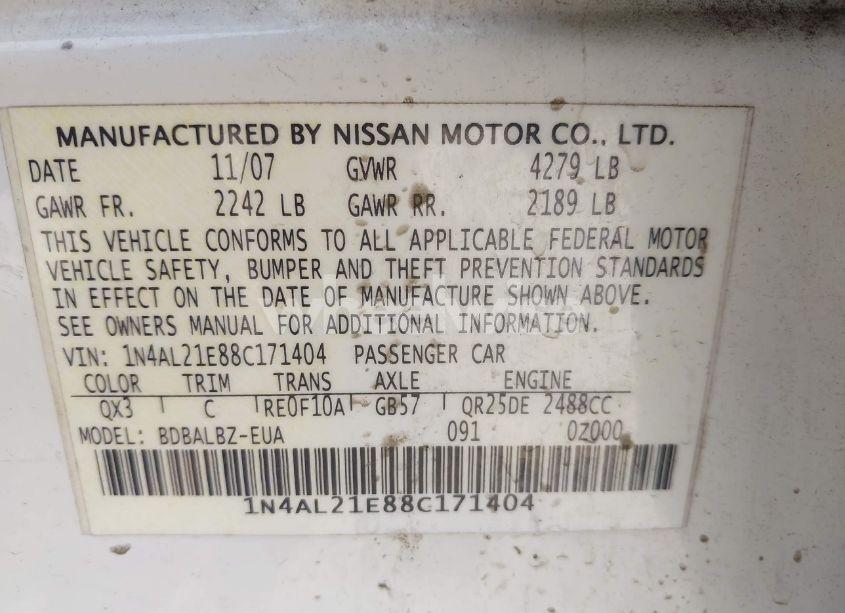 MANUFACTURED BY NISSAN MOTOR CO., LTD.
DATE 11/07 GVWR 4279 LB
GAWR FR. 2242 LB GAWR RR. 2189 LB
THIS VEHICLE CONFORMS TO ALL APPLICABLE FEDERAL MOTOR
VEHICLE SAFETY, BUMPER AND THEFT PREVENTION STANDARDS
IN EFFECT ON THE DATE OF MANUFACTURE SHOWN ABOVE.
SEE OWNERS MANUAL FOR ADDITIONAL INFORMATION.
VIN: 1N4AL21E88C171404 PASSENGER CAR
COLOR TRIM TRANS AXLE ENGINE
QX3 C RE0F10A GB57 QR25DE 2488CC
MODEL: BDBALBZ-EUA 091 0Z000
1N4AL21E88C171404